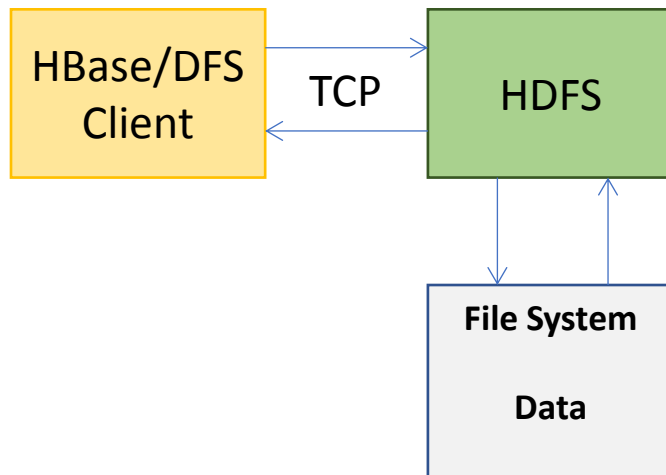 HBase/DFS
Client
TCP
HDFS
File System
Data